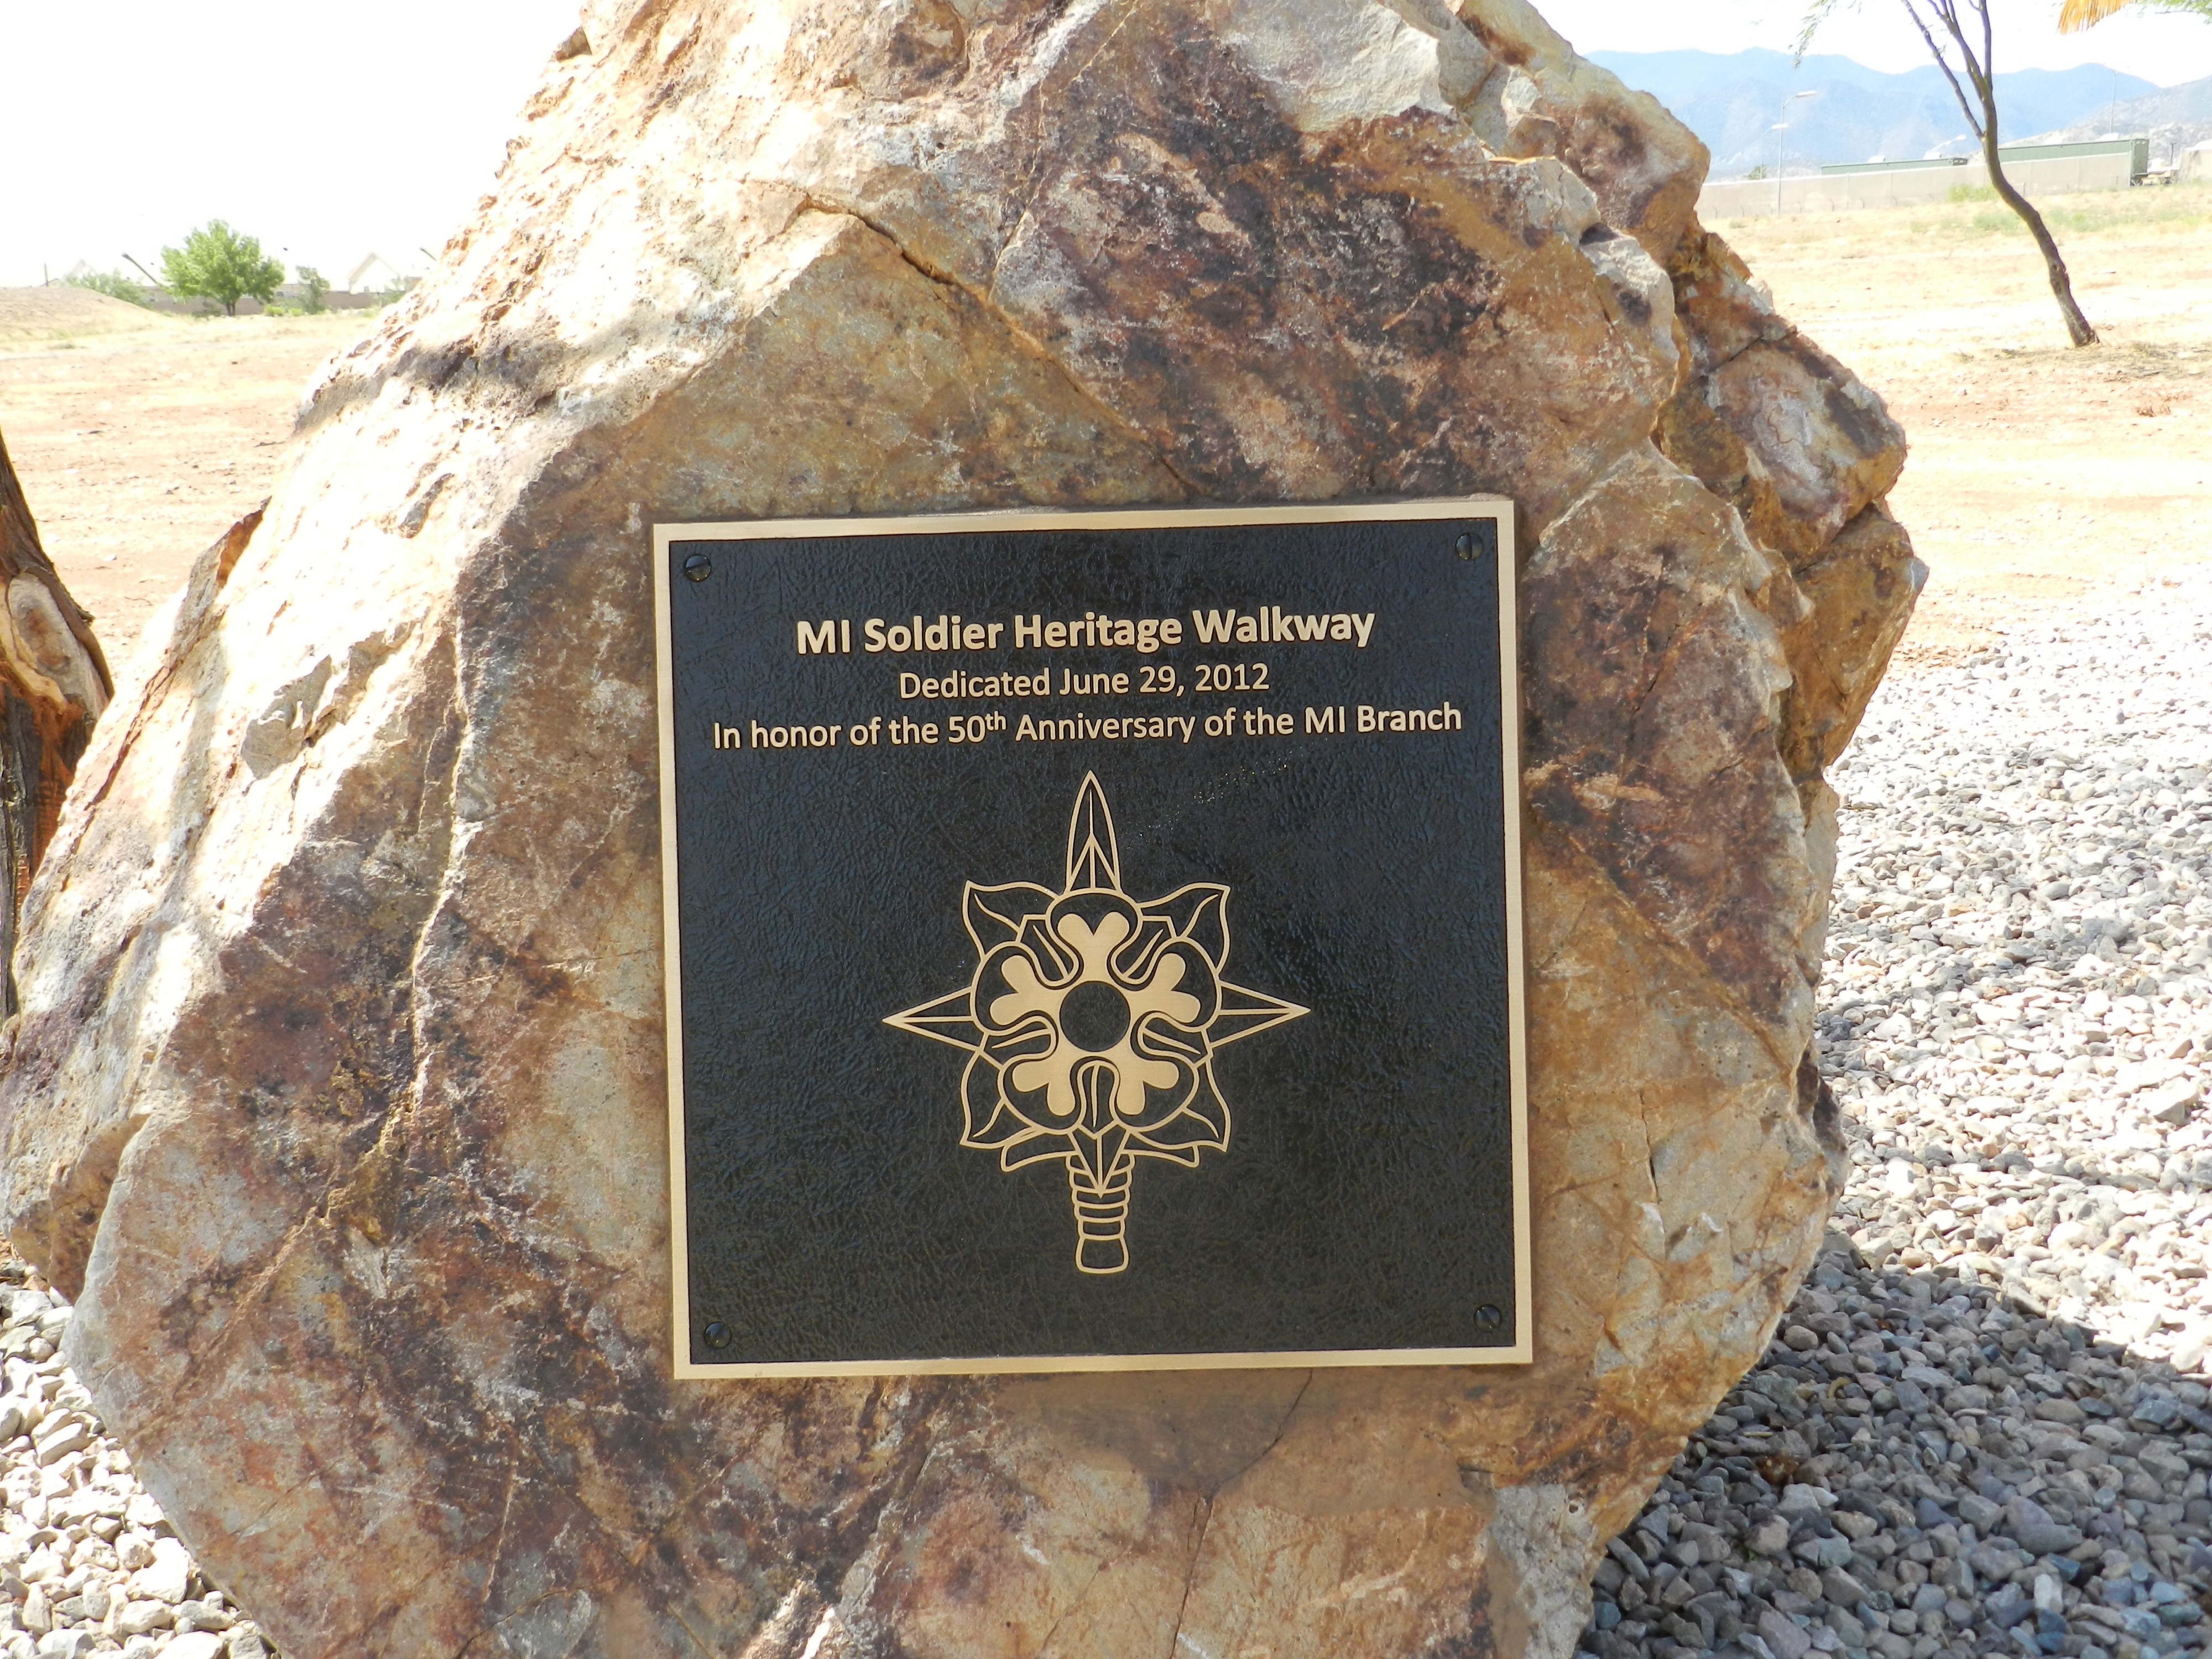 MI Soldier Heritage Walkway
Dedicated June 29, 2012
In honor of the 50th Anniversary of the MI Branch